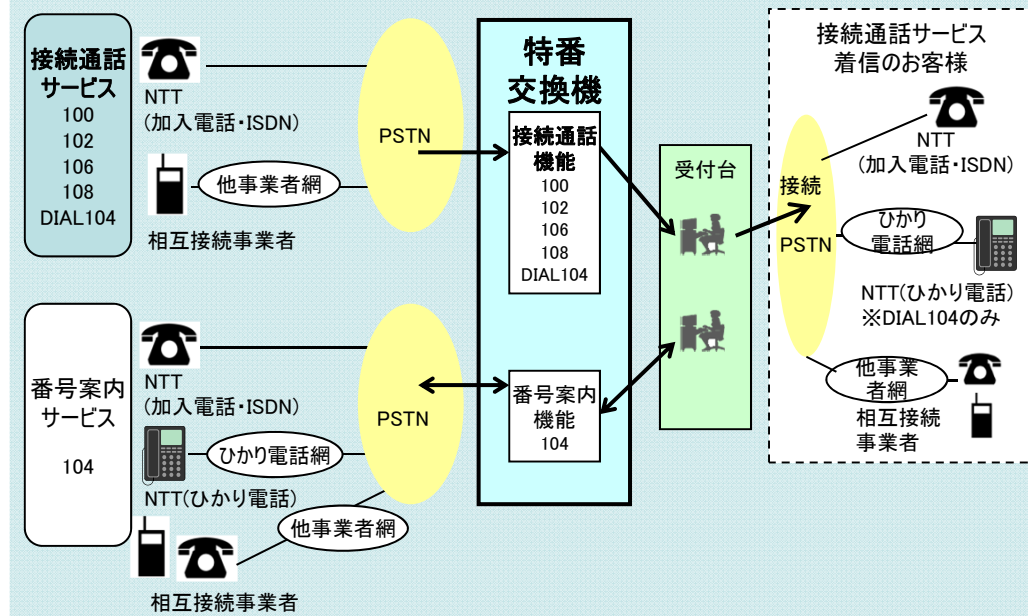 接続通話
サービス
100
102
106
108
DIAL104
NTT
(加入電話・ISDN)
他事業者網
相互接続事業者
PSTN
特番
交換機
接続通話
機能
100
102
106
108
DIAL104
受付台
接続通話サービス
着信のお客様
NTT
(加入電話・ISDN)
接続
PSTN
ひかり
電話網
NTT(ひかり電話)
※DIAL104のみ
他事業
者網
相互接続
事業者
番号案内
サービス
104
NTT
(加入電話・ISDN)
ひかり電話網
NTT(ひかり電話)
他事業者網
相互接続事業者
PSTN
番号案内
機能
104